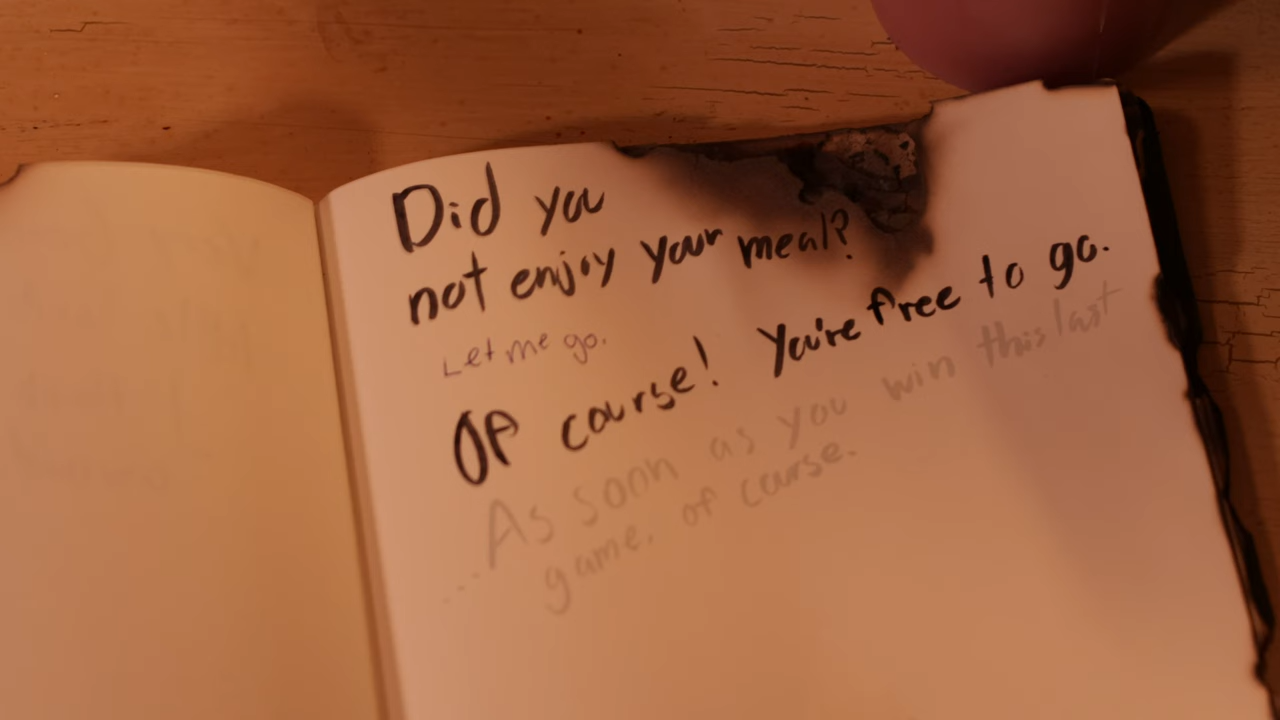 Did you
not enjoy your meal?
Let me go.
Of course! You're free to go.
...As soon as you win this last
game, of course.